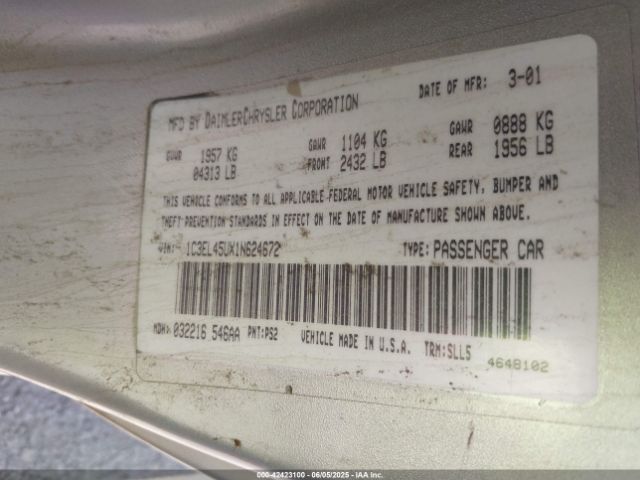 MFD BY DAIMLERCHRYSLER CORPORATION DATE OF MFR: 3-01
GVWR 1957 KG GAWR 1104 KG GAWR 0888 KG
04313 LB FRONT 2432 LB REAR 1956 LB
THIS VEHICLE CONFORMS TO ALL APPLICABLE FEDERAL MOTOR VEHICLE SAFETY, BUMPER AND
THEFT PREVENTION STANDARDS IN EFFECT ON THE DATE OF MANUFACTURE SHOWN ABOVE.
VIN: 1C3EL45UX1N624672 TYPE: PASSENGER CAR
MDH: 032216 546AA PNT: PS2 VEHICLE MADE IN U.S.A. TRM: SLL5 4648102
000-42423100 - 06/05/2025 - IAA Inc.